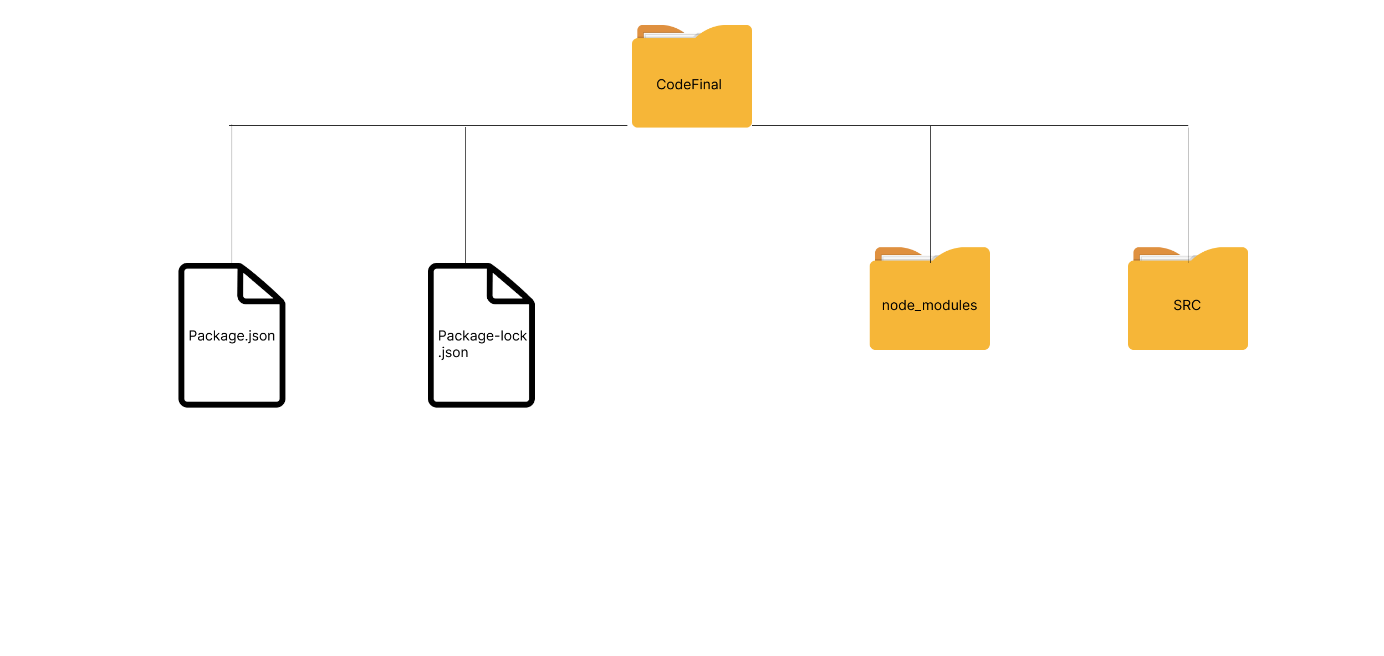 CodeFinal
node_modules
SRC
Package.json
Package-lock
.json